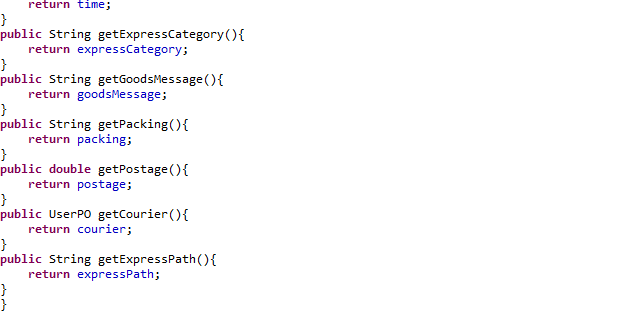 return time;
}
public String getExpressCategory(){
return expressCategory;
}
public String getGoodsMessage(){
return goodsMessage;
}
public String getPacking(){
return packing;
}
public double getPostage(){
return postage;
}
public UserPO getCourier(){
return courier;
}
public String getExpressPath(){
return expressPath;
}
}